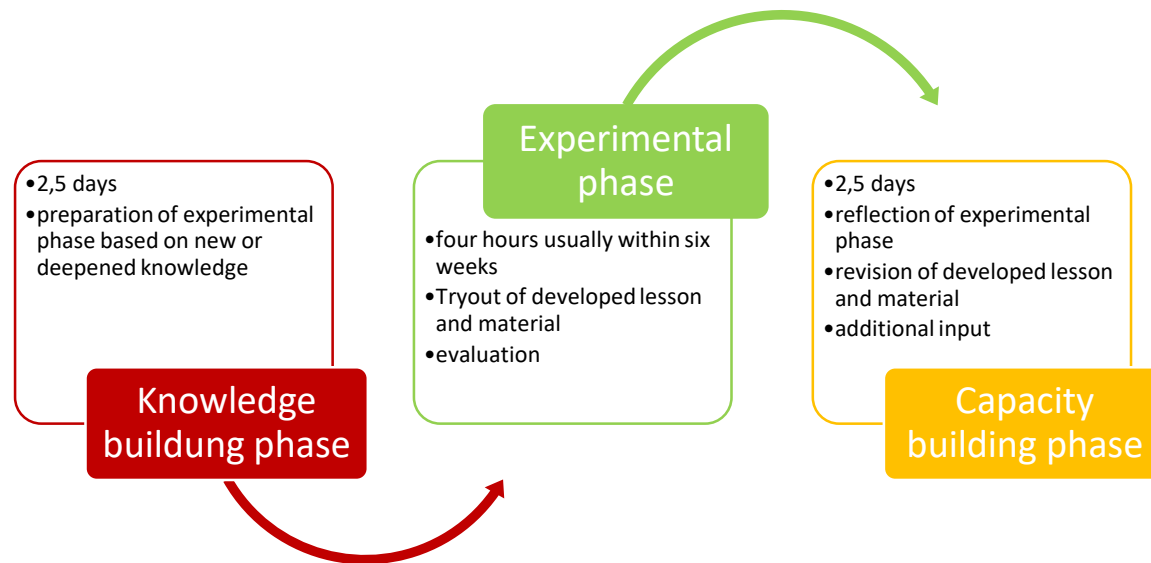 •2,5 days
•preparation of experimental
phase based on new or
deepened knowledge
Knowledge
buildung phase
Experimental
phase
•four hours usually within six
weeks
•Tryout of developed lesson
and material
•evaluation
•2,5 days
•reflection of experimental
phase
•revision of developed lesson
and material
•additional input
Capacity
building phase